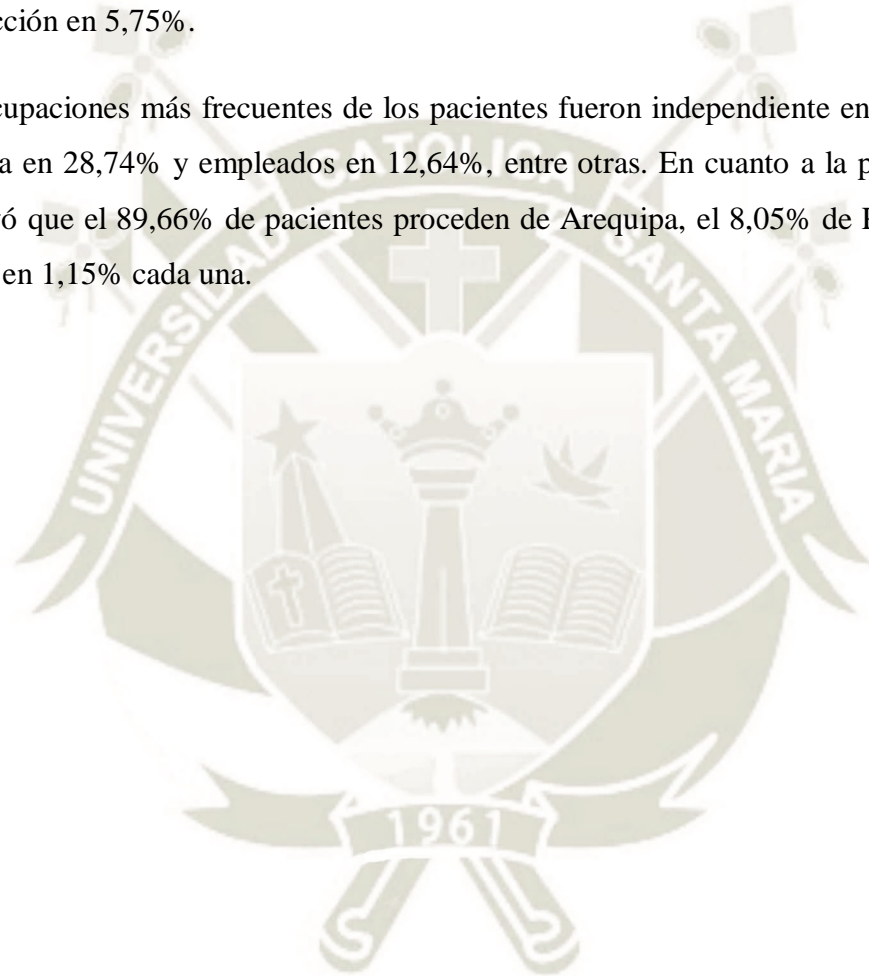 cción en 5,75%.
cupaciones más frecuentes de los pacientes fueron independiente en
a en 28,74% y empleados en 12,64%, entre otras. En cuanto a la p
vó que el 89,66% de pacientes proceden de Arequipa, el 8,05% de
en 1,15% cada una.
UNIVERSIDAD CATOLICA SANTA MARIA
1961